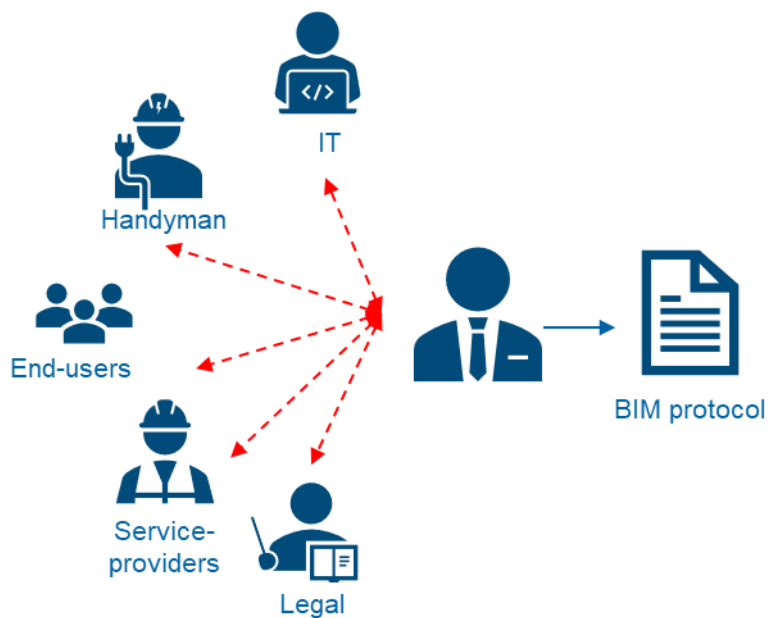 IT
Handyman
End-users
BIM protocol
Service-
providers
Legal